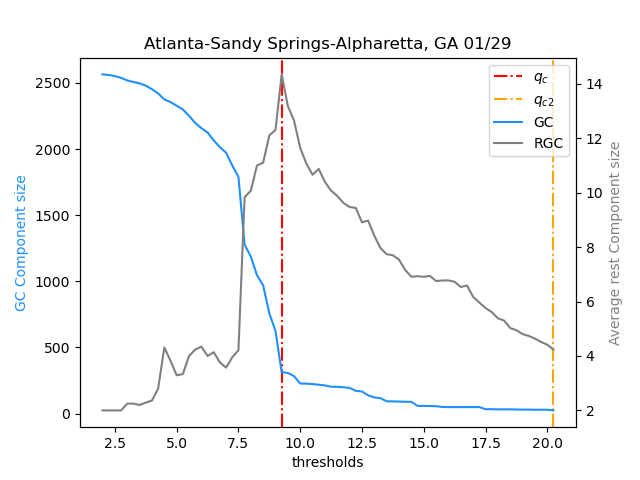 Atlanta-Sandy Springs-Alpharetta, GA 01/29
GC Component size
2500
2000
1500
1000
500
0
2.5 5.0 7.5 10.0 12.5 15.0 17.5 20.0
thresholds
14
12
10
8
6
4
2
Average rest Component size
q_c
q_{c2}
GC
RGC